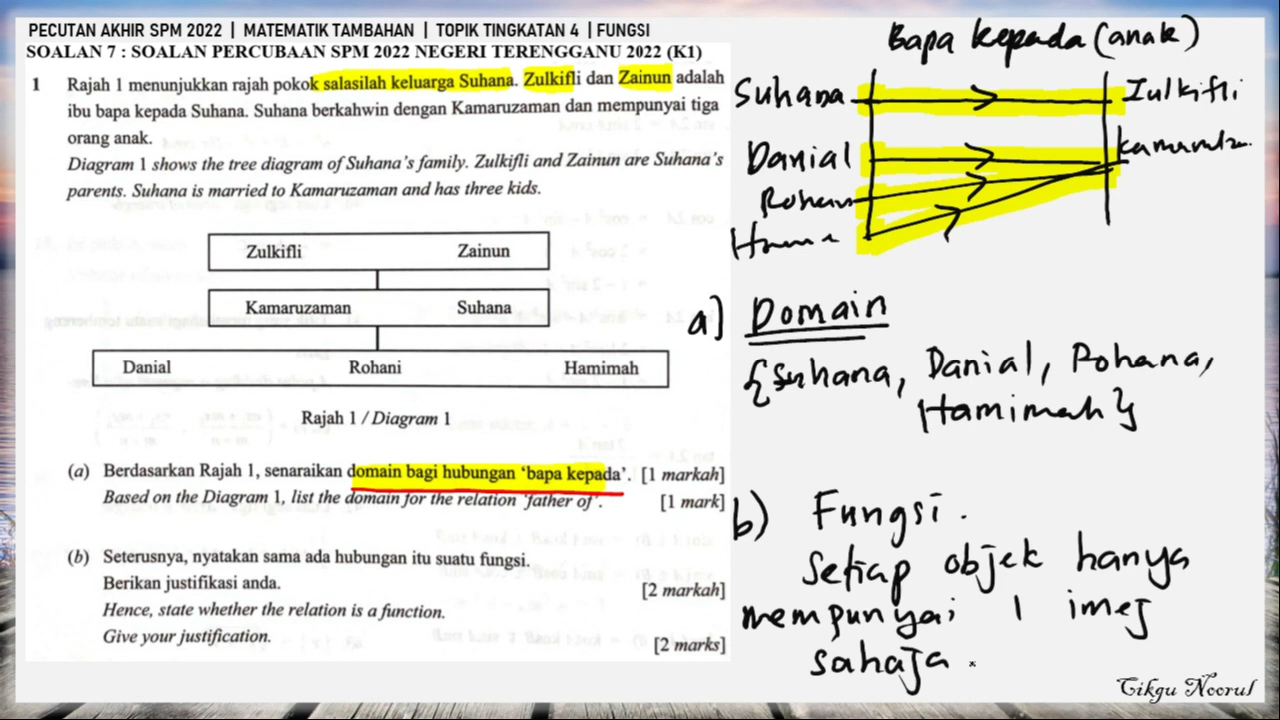 PECUTAN AKHIR SPM 2022 | MATEMATIK TAMBAHAN | TOPIK TINGKATAN 4 | FUNGSI
SOALAN 7 : SOALAN PERCUBAAN SPM 2022 NEGERI TERENGGANU 2022 (K1)
1 Rajah 1 menunjukkan rajah pokok salasilah keluarga Suhana. Zulkifli dan Zainun adalah
ibu bapa kepada Suhana. Suhana berkahwin dengan Kamaruzaman dan mempunyai tiga
orang anak.
Diagram 1 shows the tree diagram of Suhana's family. Zulkifli and Zainun are Suhana's
parents. Suhana is married to Kamaruzaman and has three kids.
Zulkifli Zainun
Kamaruzaman Suhana
Danial Rohani Hamimah
Rajah 1 / Diagram 1
(a) Berdasarkan Rajah 1, senaraikan domain bagi hubungan 'bapa kepada'. [1 markah]
Based on the Diagram 1, list the domain for the relation 'father of'. [1 mark]
(b) Seterusnya, nyatakan sama ada hubungan itu suatu fungsi.
Berikan justifikasi anda. [2 markah]
Hence, state whether the relation is a function.
Give your justification. [2 marks]
Bapa kepada (anak)
Suhana Zulkifli
Danial
a) Domain
{Suhana, Danial, Rohana,
Hamimah}
b) Fungsi.
Setiap objek hanya
mempunyai 1 imej
sahaja.
Cikgu Noorul